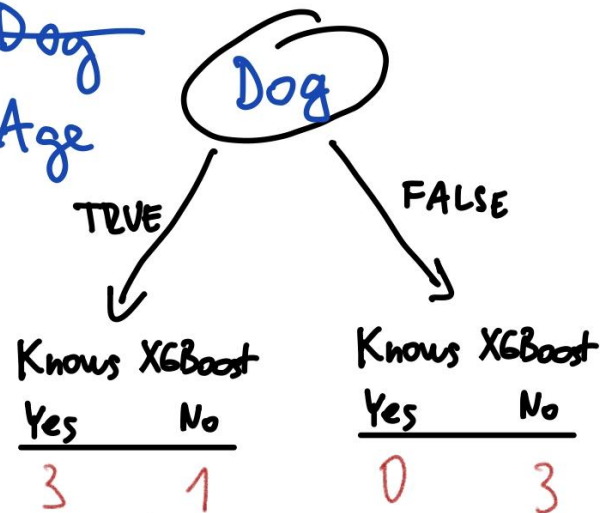 Dog
Age
Dog
TRUE
FALSE
Knows XGBoost
Yes No
3 1
Knows XGBoost
Yes No
0 3